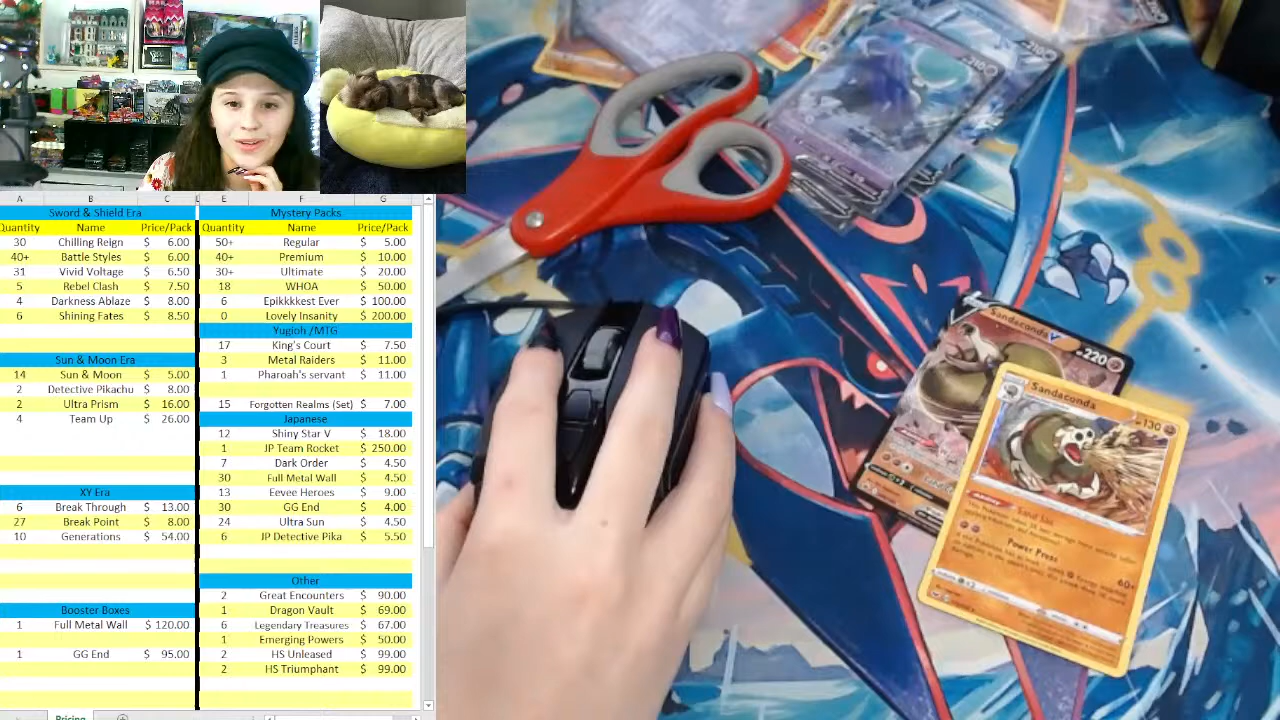 A B C E F G
Sword & Shield Era
Quantity Name Price/Pack
30 Chilling Reign $ 6.00
40+ Battle Styles $ 6.00
31 Vivid Voltage $ 6.50
5 Rebel Clash $ 7.50
4 Darkness Ablaze $ 8.00
6 Shining Fates $ 8.50
Sun & Moon Era
14 Sun & Moon $ 5.00
2 Detective Pikachu $ 8.00
2 Ultra Prism $ 16.00
4 Team Up $ 26.00
XY Era
6 Break Through $ 13.00
27 Break Point $ 8.00
10 Generations $ 54.00
Booster Boxes
1 Full Metal Wall $ 120.00
1 GG End $ 95.00
Mystery Packs
Quantity Name Price/Pack
50+ Regular $ 5.00
40+ Premium $ 10.00
30+ Ultimate $ 20.00
18 WHOA $ 50.00
6 Epikkkkest Ever $ 100.00
0 Lovely Insanity $ 200.00
Yugioh /MTG
17 King's Court $ 7.50
3 Metal Raiders $ 11.00
1 Pharoah's servant $ 11.00
15 Forgotten Realms (Set) $ 7.00
Japanese
12 Shiny Star V $ 18.00
1 JP Team Rocket $ 250.00
7 Dark Order $ 4.50
30 Full Metal Wall $ 4.50
13 Eevee Heroes $ 9.00
30 GG End $ 4.00
24 Ultra Sun $ 4.50
6 JP Detective Pika $ 5.50
Other
2 Great Encounters $ 90.00
1 Dragon Vault $ 69.00
6 Legendary Treasures $ 67.00
1 Emerging Powers $ 50.00
2 HS Unleased $ 99.00
2 HS Triumphant $ 99.00
Pricing
210
210
Sandaconda V 220
Sandaconda 130
Sand Spit
Power Press 60+